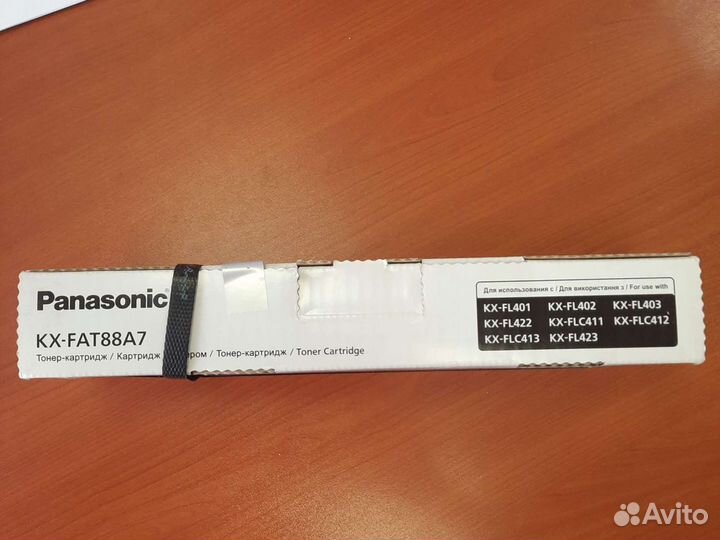 Panasonic
KX-FAT88A7
Тонер-картридж / Картридж ром / Тонер-картридж / Toner Cartridge
Для использования с / Для використання з / For use with
KX-FL401 KX-FL402 KX-FL403
KX-FL422 KX-FLC411 KX-FLC412
KX-FLC413 KX-FL423
Avito